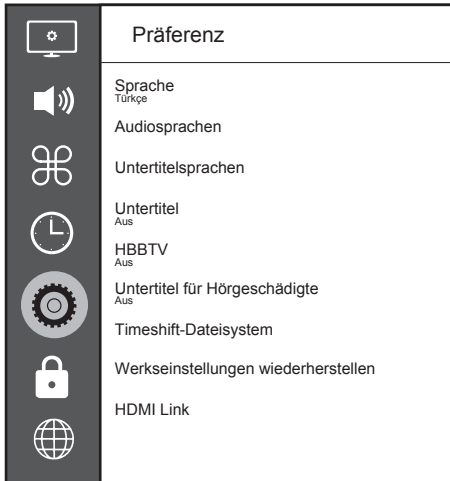 Präferenz
Sprache
Türkçe
Audiosprachen
Untertitelsprachen
Untertitel
Aus
HBBTV
Aus
Untertitel für Hörgeschädigte
Aus
Timeshift-Dateisystem
Werkseinstellungen wiederherstellen
HDMI Link